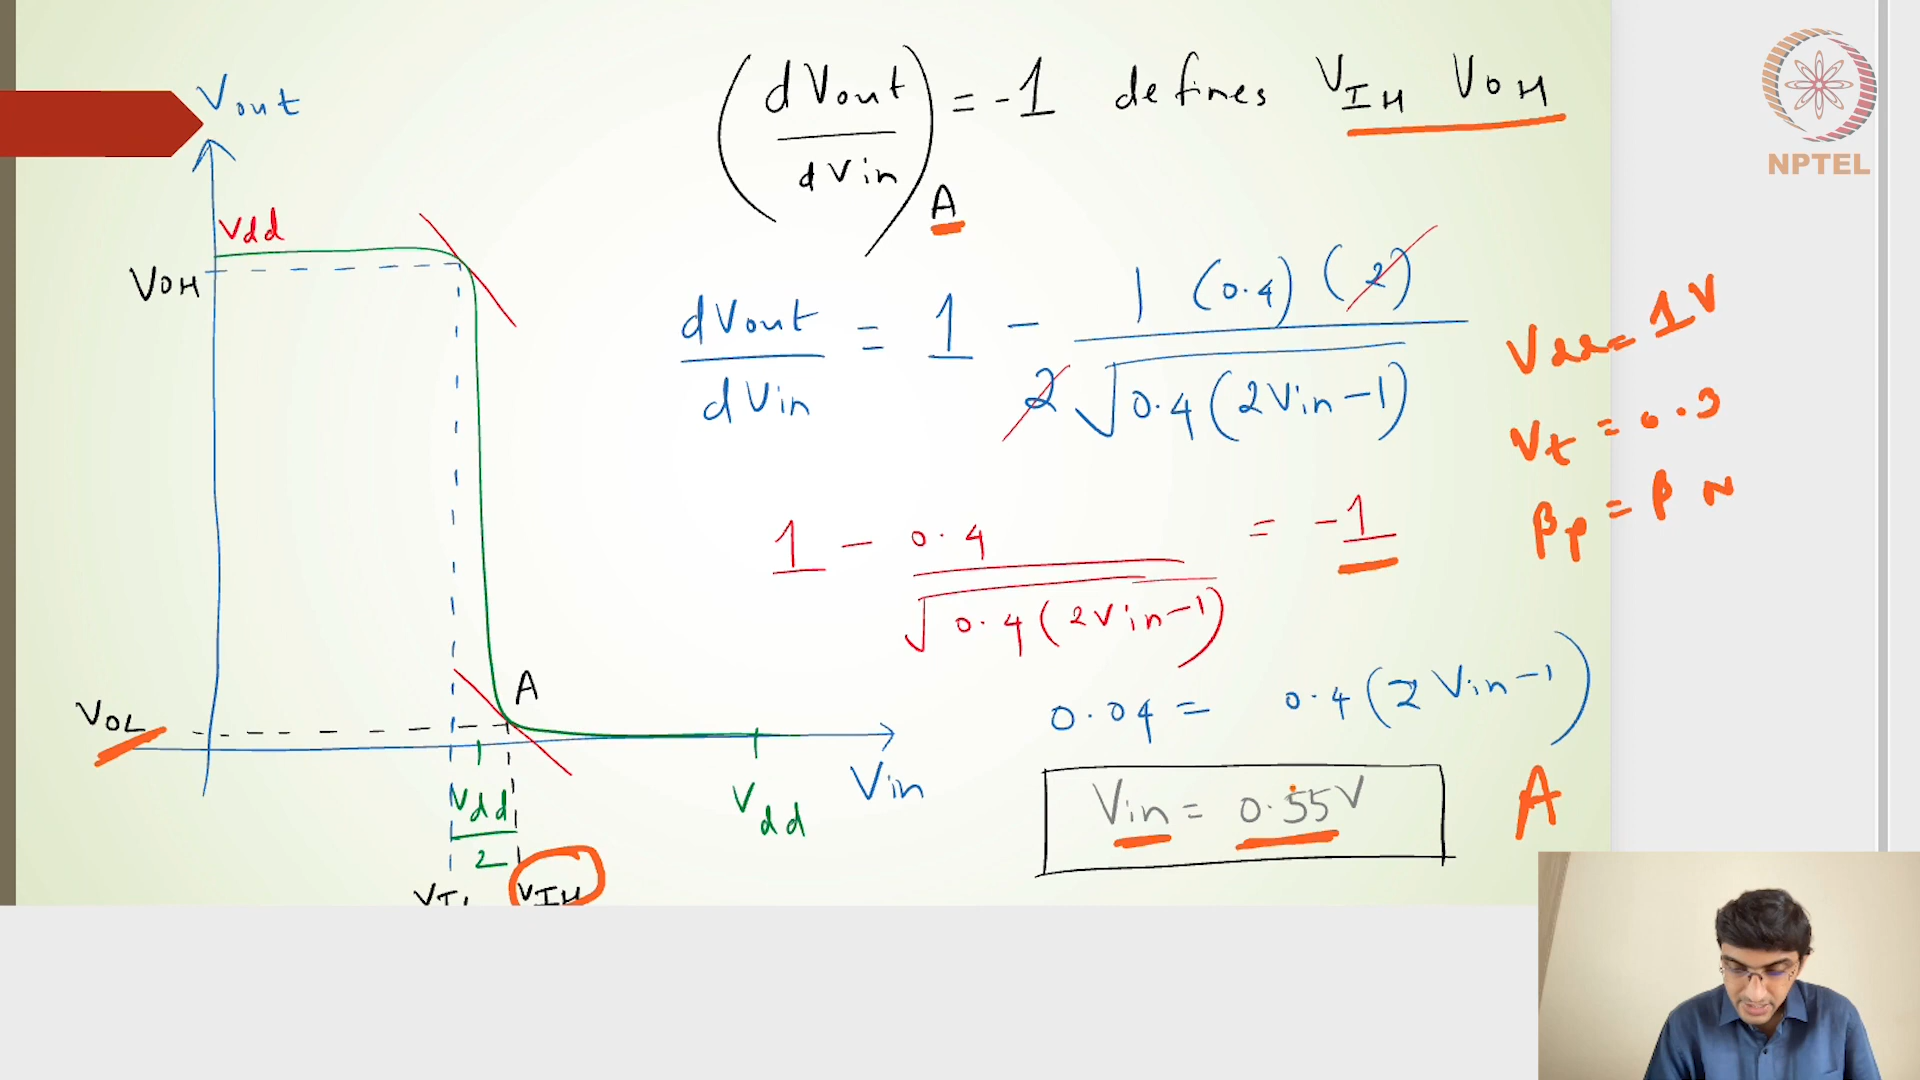 (dVout/dVin)A = -1 defines VIH VOH
NPTEL
Vout
Vdd
VOH
dVout/dVin = 1 - 1 (0.4) (2) / 2 √0.4(2Vin-1)
Vdd = 1V
Vt = 0.3
βp = βN
1 - 0.4 / √0.4(2Vin-1) = -1
A
VOL
0.04 = 0.4(2Vin-1)
Vin
Vdd/2
Vdd
Vin = 0.55V
A
VIL VIH